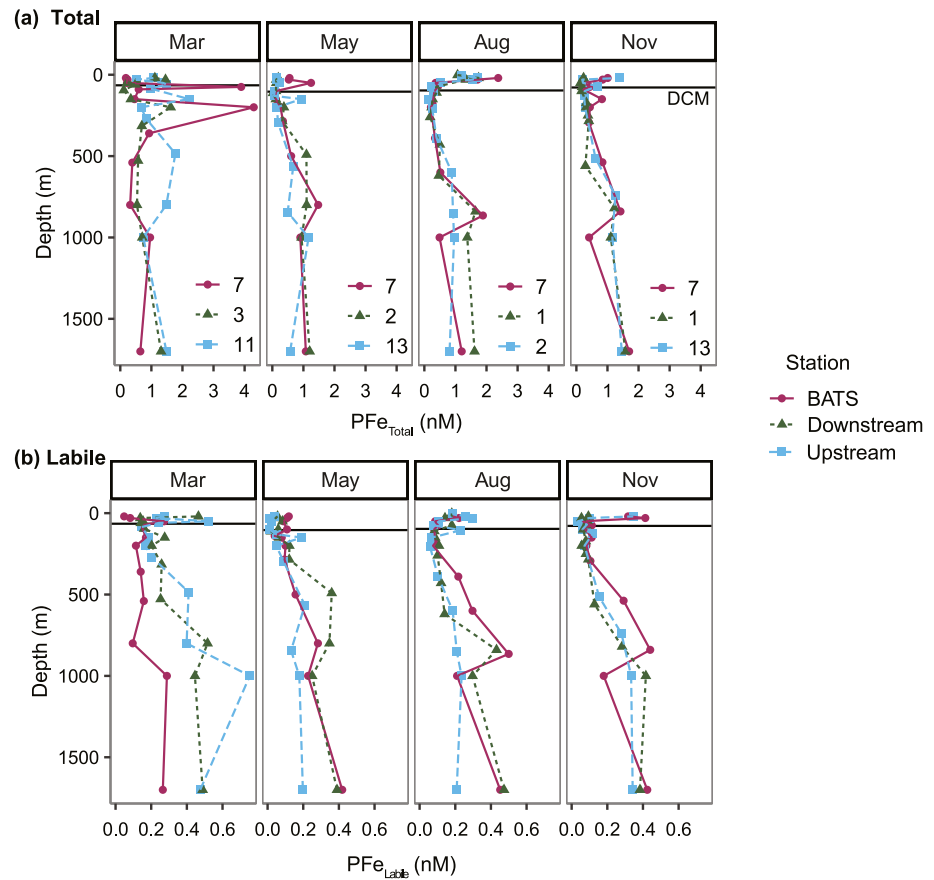 (a) Total
Mar May Aug Nov
0
500
1000
1500
Depth (m)
DCM
7 7 7 7
3 2 1 1
11 13 2 13
0 1 2 3 4 0 1 2 3 4 0 1 2 3 4 0 1 2 3 4
PFeTotal (nM)
Station
BATS
Downstream
Upstream
(b) Labile
Mar May Aug Nov
0
500
1000
1500
Depth (m)
0.0 0.2 0.4 0.6 0.0 0.2 0.4 0.6 0.0 0.2 0.4 0.6 0.0 0.2 0.4 0.6
PFeLabile (nM)